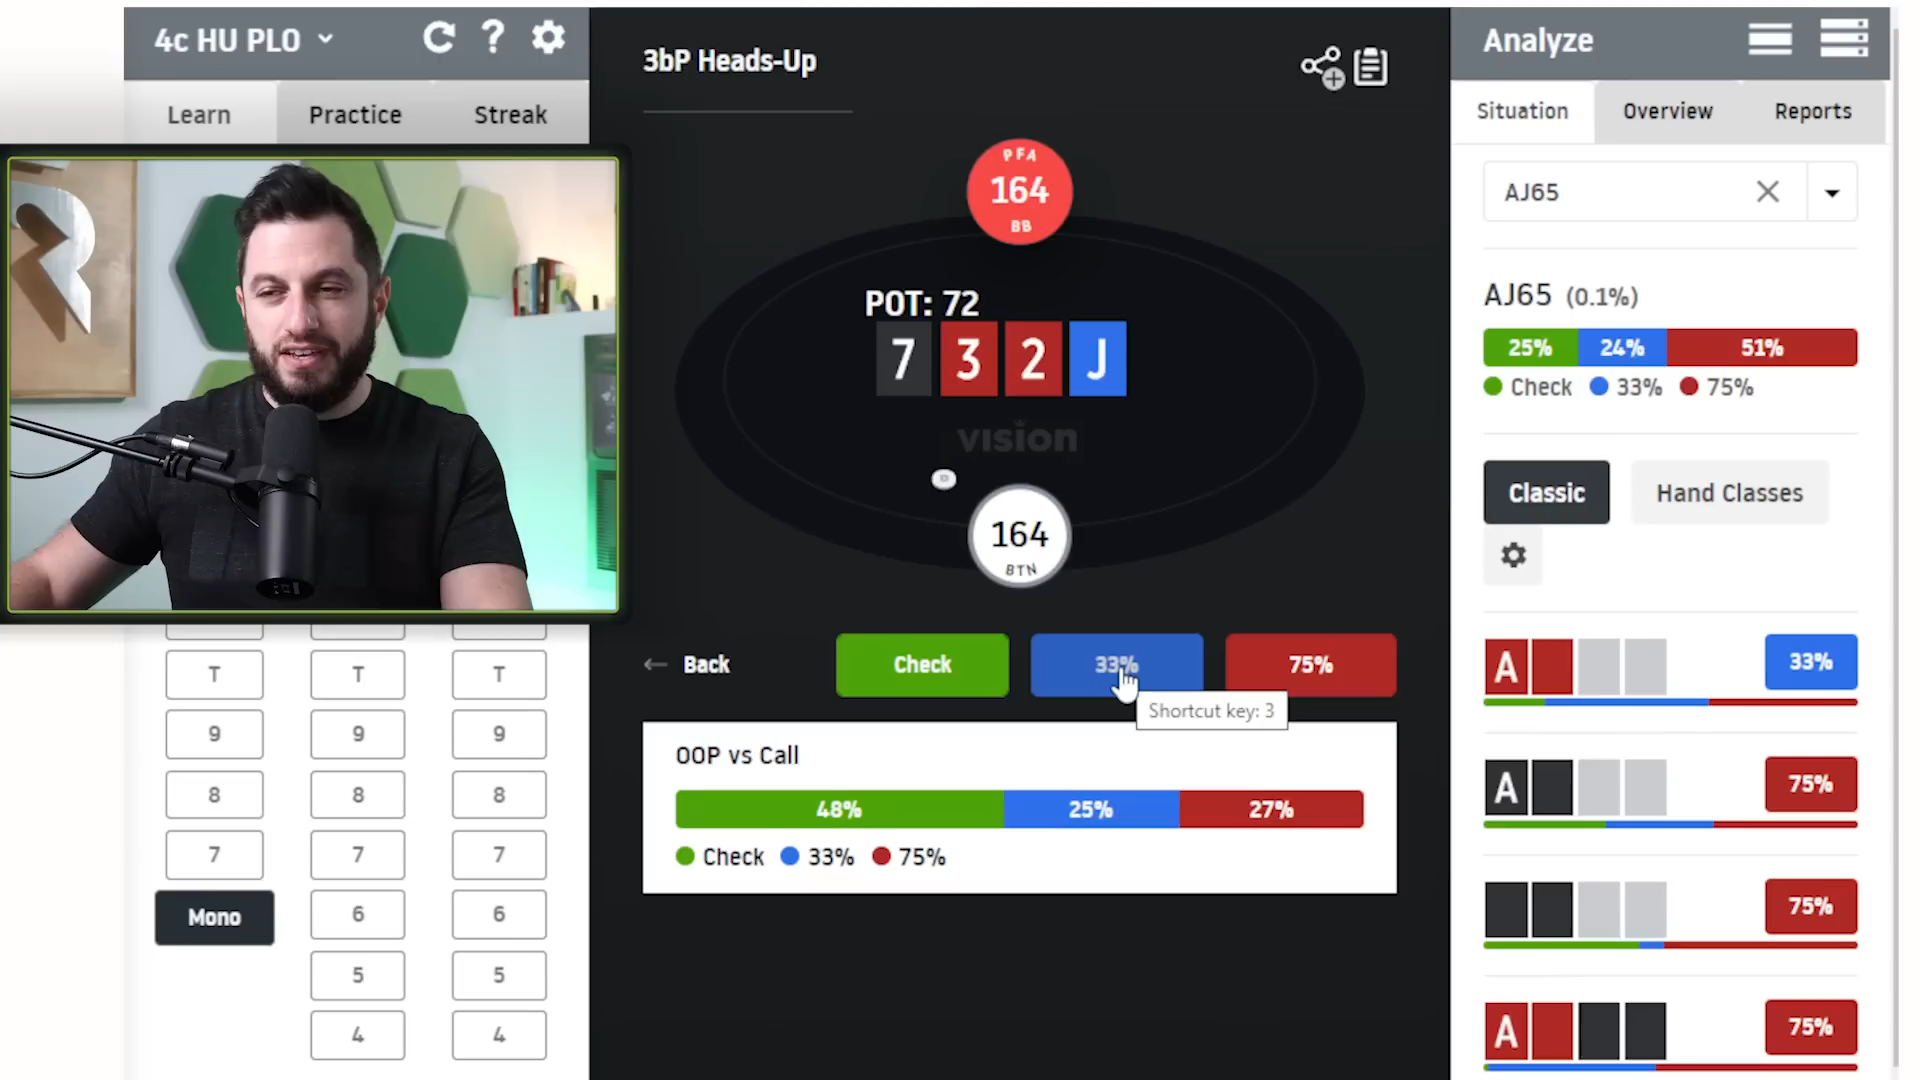 4c HU PLO
?
Learn
Practice
Streak
T
T
T
9
9
9
8
8
8
7
7
7
Mono
6
6
5
5
4
4
3bP Heads-Up
PFA
164
BB
POT: 72
7 3 2 J
vision
D
164
BTN
Back
Check
33%
75%
Shortcut key: 3
OOP vs Call
48%
25%
27%
Check
33%
75%
Analyze
Situation
Overview
Reports
AJ65
AJ65 (0.1%)
25%
24%
51%
Check
33%
75%
Classic
Hand Classes
A
33%
A
75%
75%
A
75%
R